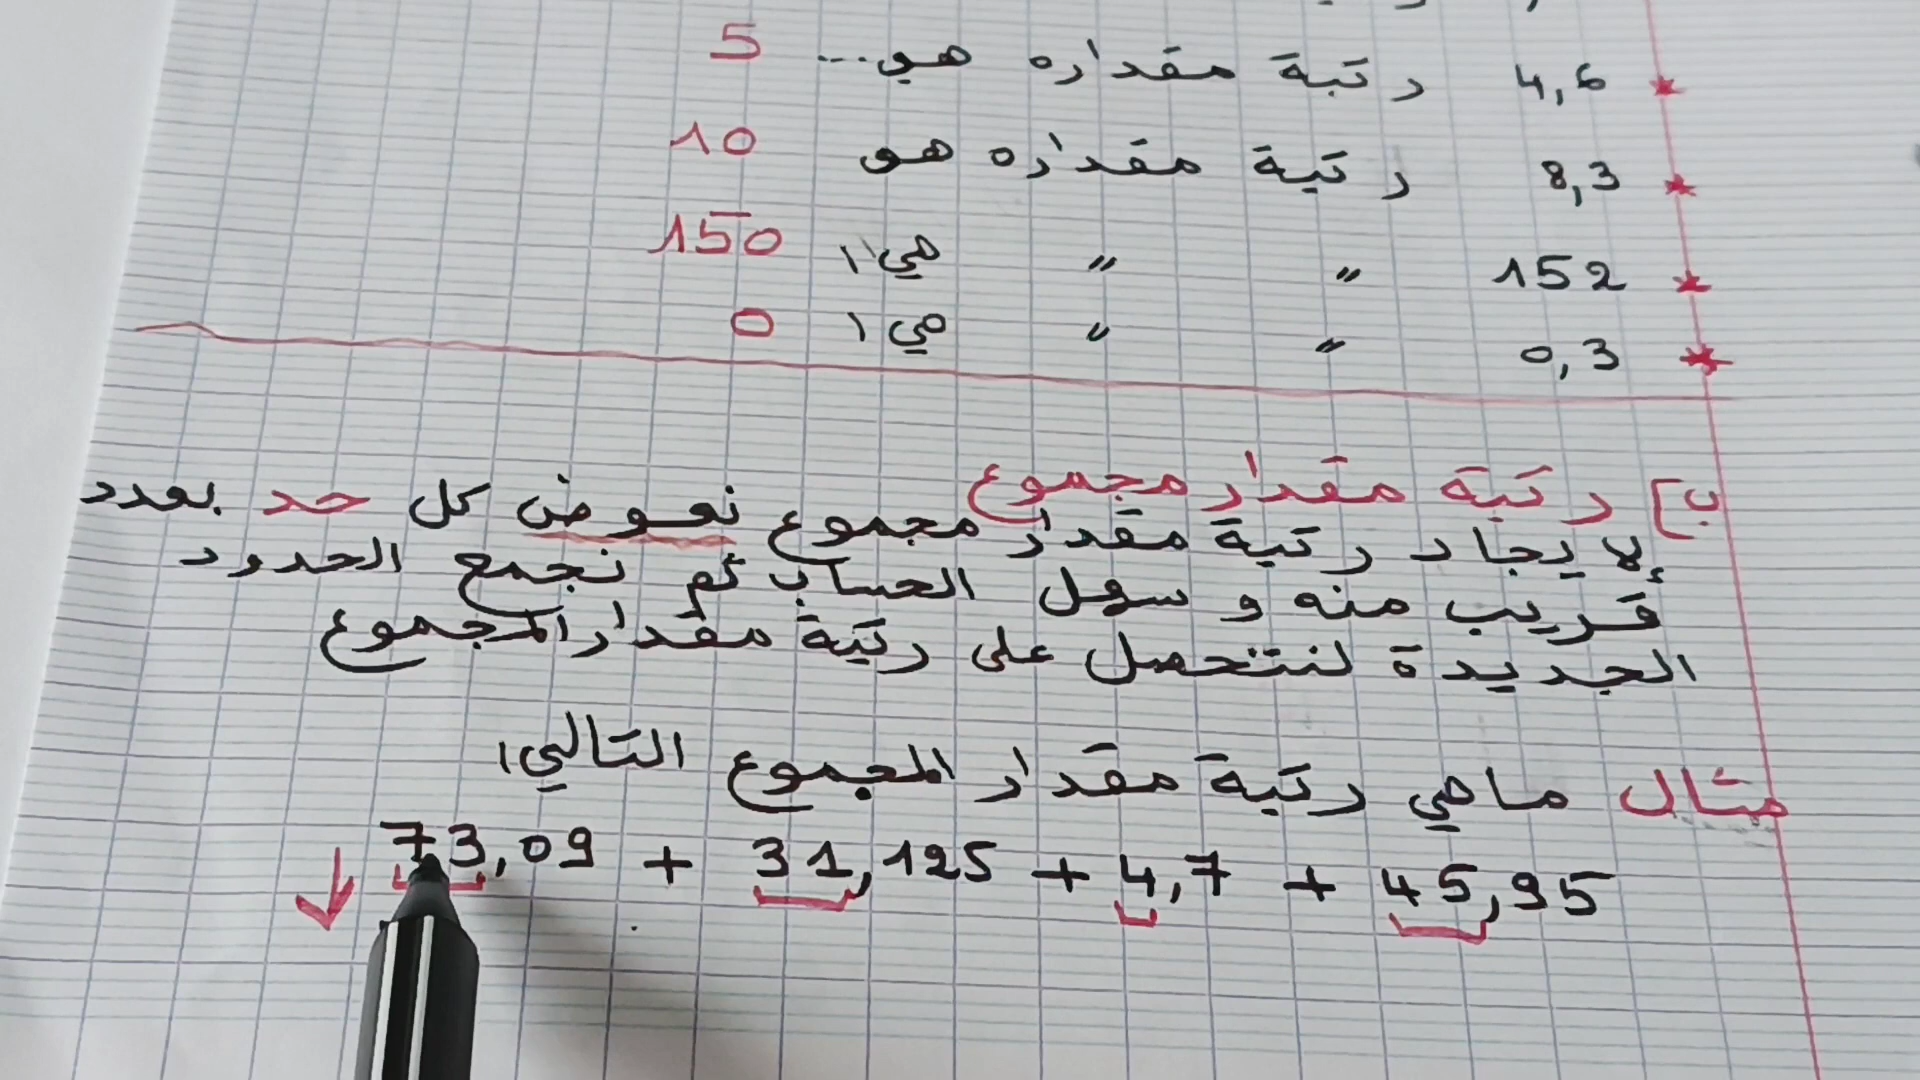 * 4,6 رتبة مقداره هي... 5
* 8,3 رتبة مقداره هو 10
* 152 " " هي: 150
* 0,3 " " هي: 0
ب] رتبة مقدار مجموع
لإيجاد رتبة مقدار مجموع نعوض كل حد بعدد
قريب منه و سهل الحساب ثم نجمع الحدود
الجديدة لنتحصل على رتبة مقدار المجموع
مثال ماهي رتبة مقدار المجموع التالي:
73,09 + 31,125 + 4,7 + 45,95